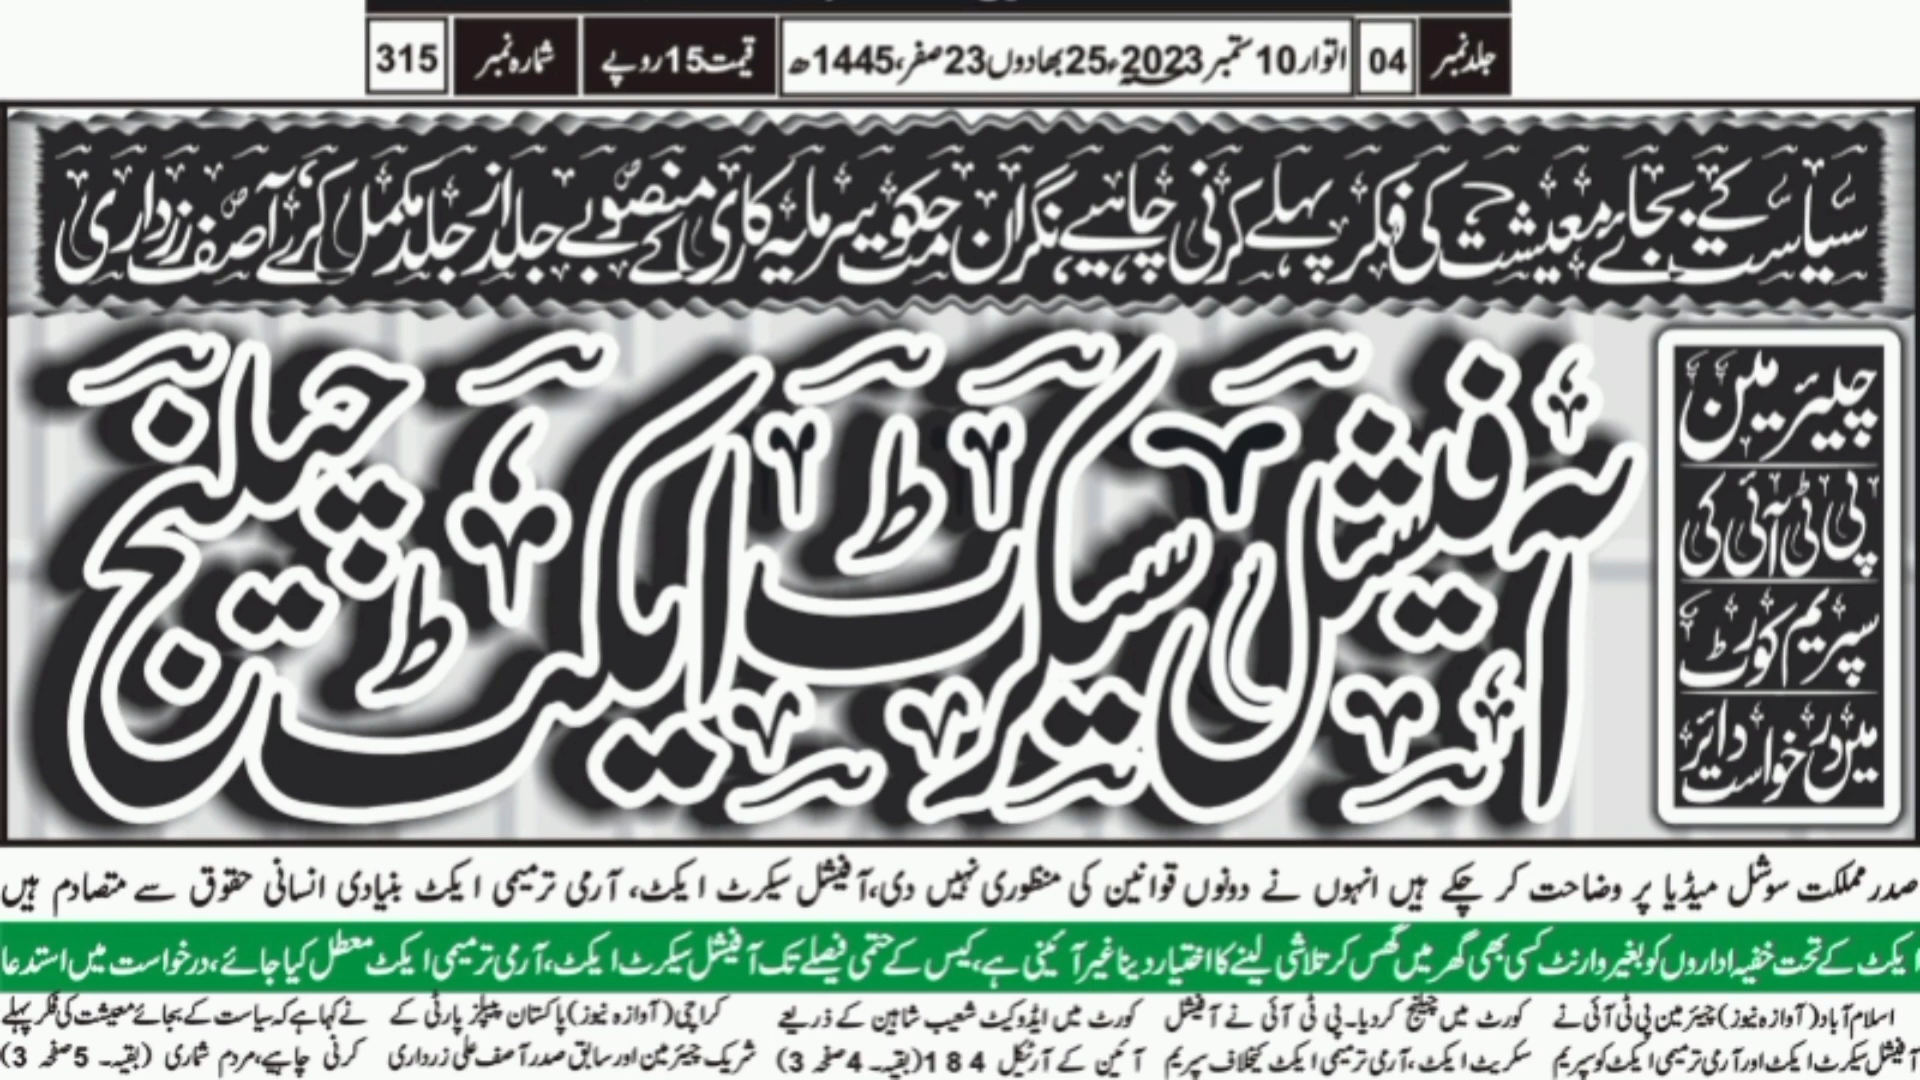 جلد نمبر 04 اتوار 10 ستمبر 2023ء 25 بھادوں 23 صفر، 1445ھ قیمت 15 روپے شمارہ نمبر 315
سیاست کے بجائے معیشت کی فکر پہلے کرنی چاہیے، نگران حکومت سرمایہ کاری کے منصوبے جلد از جلد مکمل کرے، آصف زرداری
چیئرمین
پی ٹی آئی کی
سپریم کورٹ
میں درخواست دائر
آفیشل سیکرٹ ایکٹ چیلنج
صدر مملکت سوشل میڈیا پر وضاحت کر چکے ہیں انہوں نے دونوں قوانین کی منظوری نہیں دی، آفیشل سیکرٹ ایکٹ، آرمی ترمیمی ایکٹ بنیادی انسانی حقوق سے متصادم ہیں
ایکٹ کے تحت خفیہ اداروں کو بغیر وارنٹ کسی بھی گھر میں گھس کر تلاشی لینے کا اختیار دینا غیر آئینی ہے، کیس کے حتمی فیصلے تک آفیشل سیکرٹ ایکٹ، آرمی ترمیمی ایکٹ معطل کیا جائے، درخواست میں استدعا
اسلام آباد (آوازہ نیوز) چیئرمین پی ٹی آئی نے
آفیشل سیکرٹ ایکٹ اور آرمی ترمیمی ایکٹ کو سپریم
کورٹ میں چیلنج کردیا۔ پی ٹی آئی نے آفیشل
سکریٹ ایکٹ، آرمی ترمیمی ایکٹ کیخلاف سپریم
کورٹ میں ایڈوکیٹ شعیب شاہین کے ذریعے
آئین کے آرٹیکل 184 (بقیہ۔ 4 صفحہ 3)
کراچی (آوازہ نیوز) پاکستان پیپلز پارٹی کے
شریک چیئرمین اور سابق صدر آصف علی زرداری
نے کہا ہے کہ سیاست کے بجائے معیشت کی فکر پہلے
کرنی چاہیے، مردم شماری (بقیہ۔ 5 صفحہ 3)